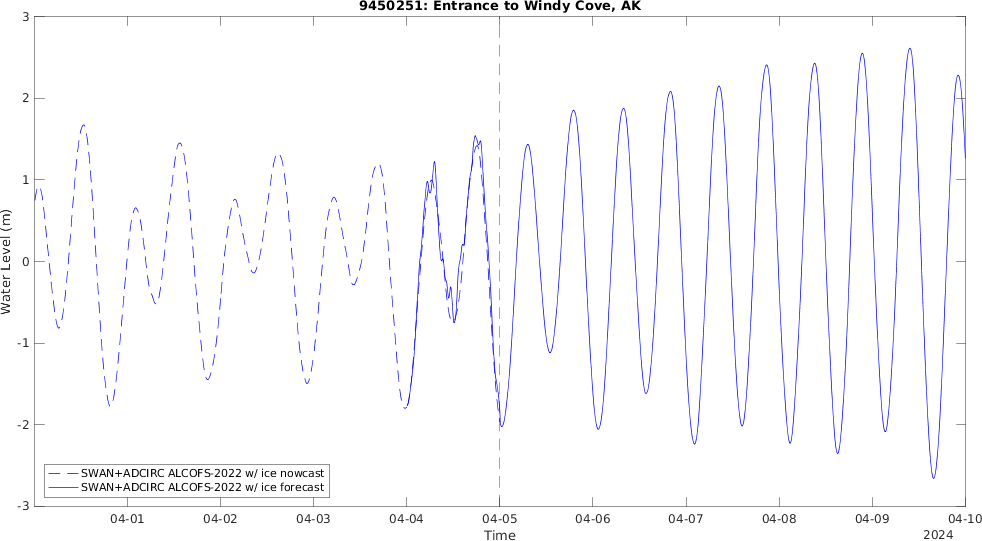 9450251: Entrance to Windy Cove, AK
3
2
1
0
-1
-2
-3
Water Level (m)
SWAN+ADCIRC ALCOFS-2022 w/ ice nowcast
SWAN+ADCIRC ALCOFS-2022 w/ ice forecast
04-01 04-02 04-03 04-04 04-05 04-06 04-07 04-08 04-09 04-10
Time
2024